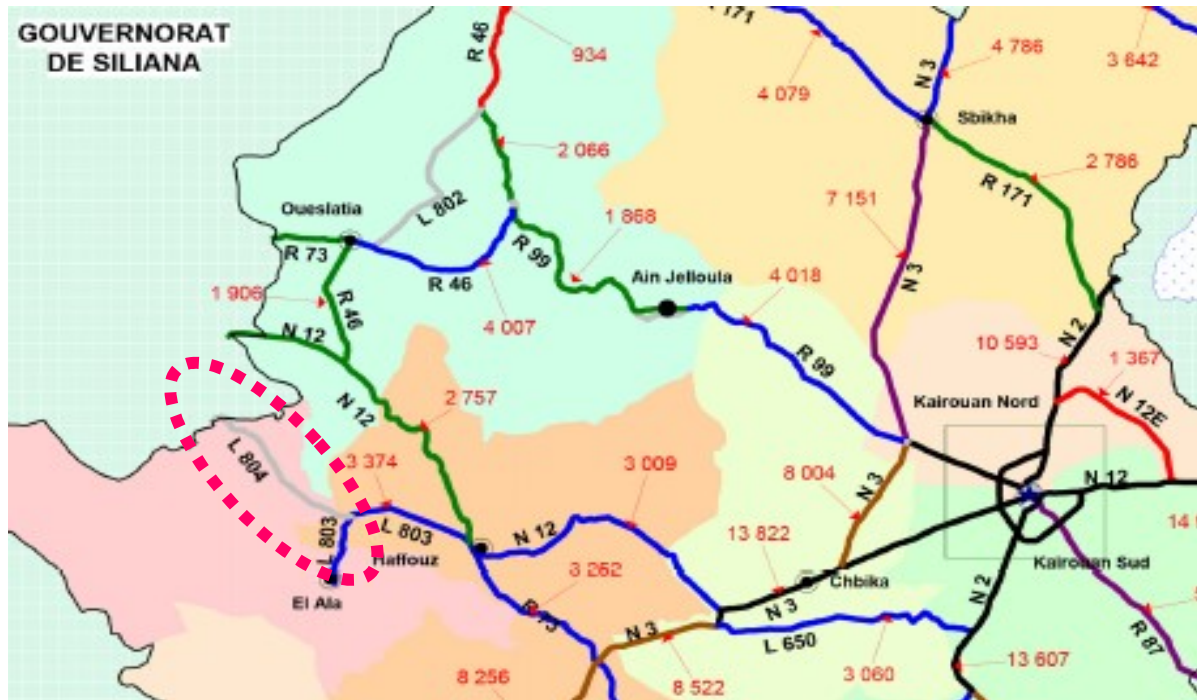 GOUVERNORAT
DE SILIANA
R 46
934
171
4 079
N 3
4 786
3 642
Sbikha
2 066
2 786
R 171
Oueslatia
L 802
7 151
1 868
R 73
R 99
Ain Jelloula
4 018
N 3
R 46
1 906
R 46
4 007
N 12
R 99
10 593
N 2
1 367
2 757
N 12
Kairouan Nord
N 12E
L 804
3 374
3 009
8 004
N 3
N 12
L 803
L 803
N 12
13 822
14
Haffouz
3 262
Chbika
Kairouan Sud
El Ala
N 3
N 2
R 73
N 3
L 650
R 87
8 256
8 522
3 060
13 607